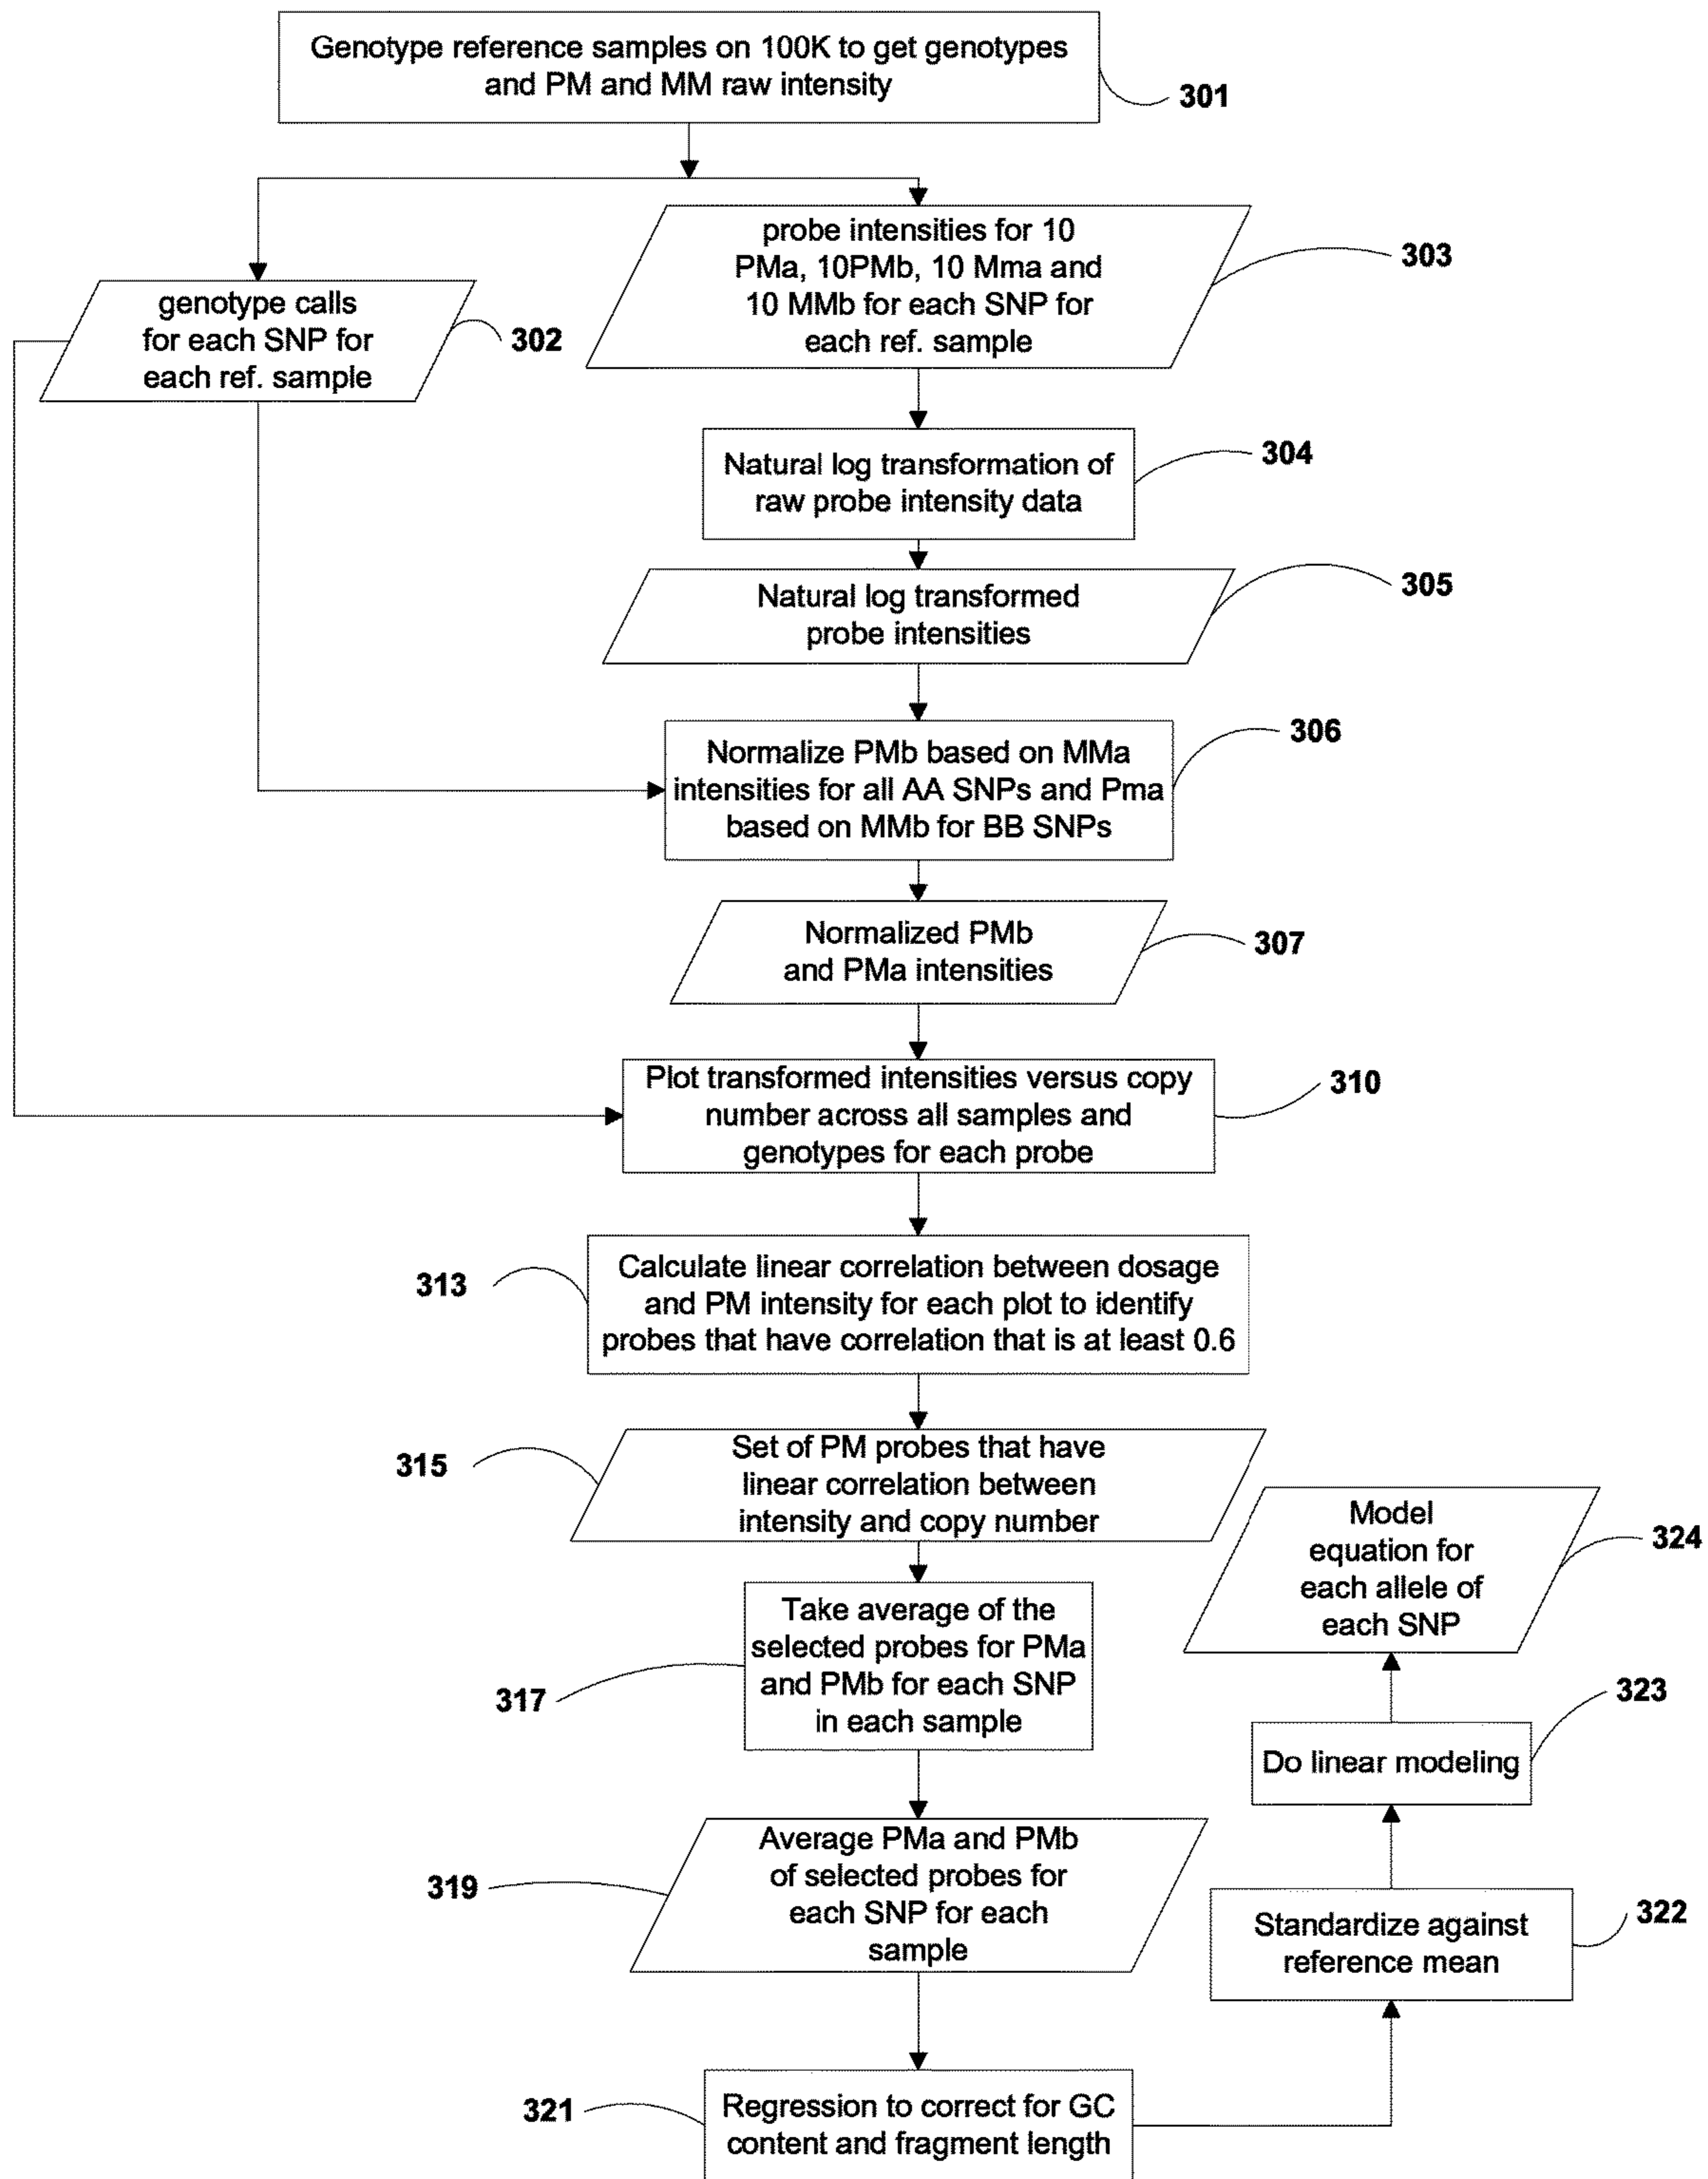 Genotype reference samples on 100K to get genotypes
and PM and MM raw intensity
301
probe intensities for 10
PMa, 10PMb, 10 Mma and
10 MMb for each SNP for
each ref. sample
303
genotype calls
for each SNP for
each ref. sample
302
Natural log transformation of
raw probe intensity data
304
Natural log transformed
probe intensities
305
Normalize PMb based on MMa
intensities for all AA SNPs and Pma
based on MMb for BB SNPs
306
Normalized PMb
and PMa intensities
307
Plot transformed intensities versus copy
number across all samples and
genotypes for each probe
310
Calculate linear correlation between dosage
and PM intensity for each plot to identify
probes that have correlation that is at least 0.6
313
Set of PM probes that have
linear correlation between
intensity and copy number
315
Take average of the
selected probes for PMa
and PMb for each SNP
in each sample
317
Average PMa and PMb
of selected probes for
each SNP for each
sample
319
Regression to correct for GC
content and fragment length
321
Standardize against
reference mean
322
Do linear modeling
323
Model
equation for
each allele of
each SNP
324